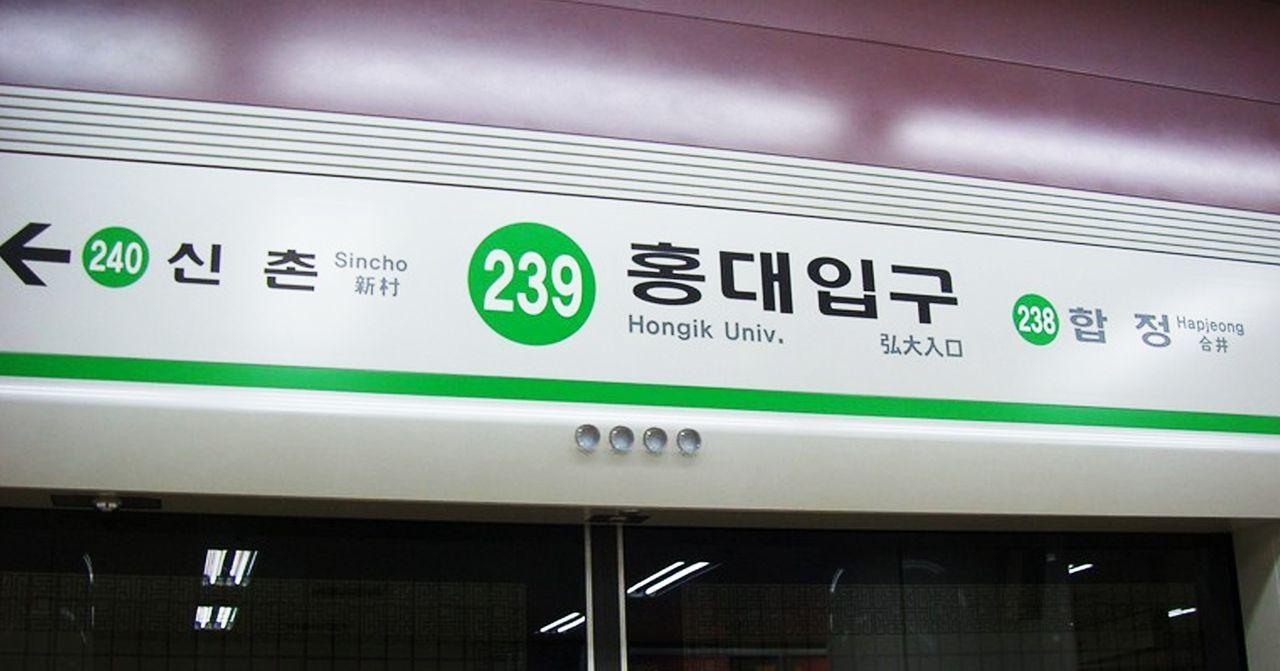 240 신 촌 Sincho
新村
239 홍대입구
Hongik Univ.
弘大入口
238 합 정 Hapjeong
合井